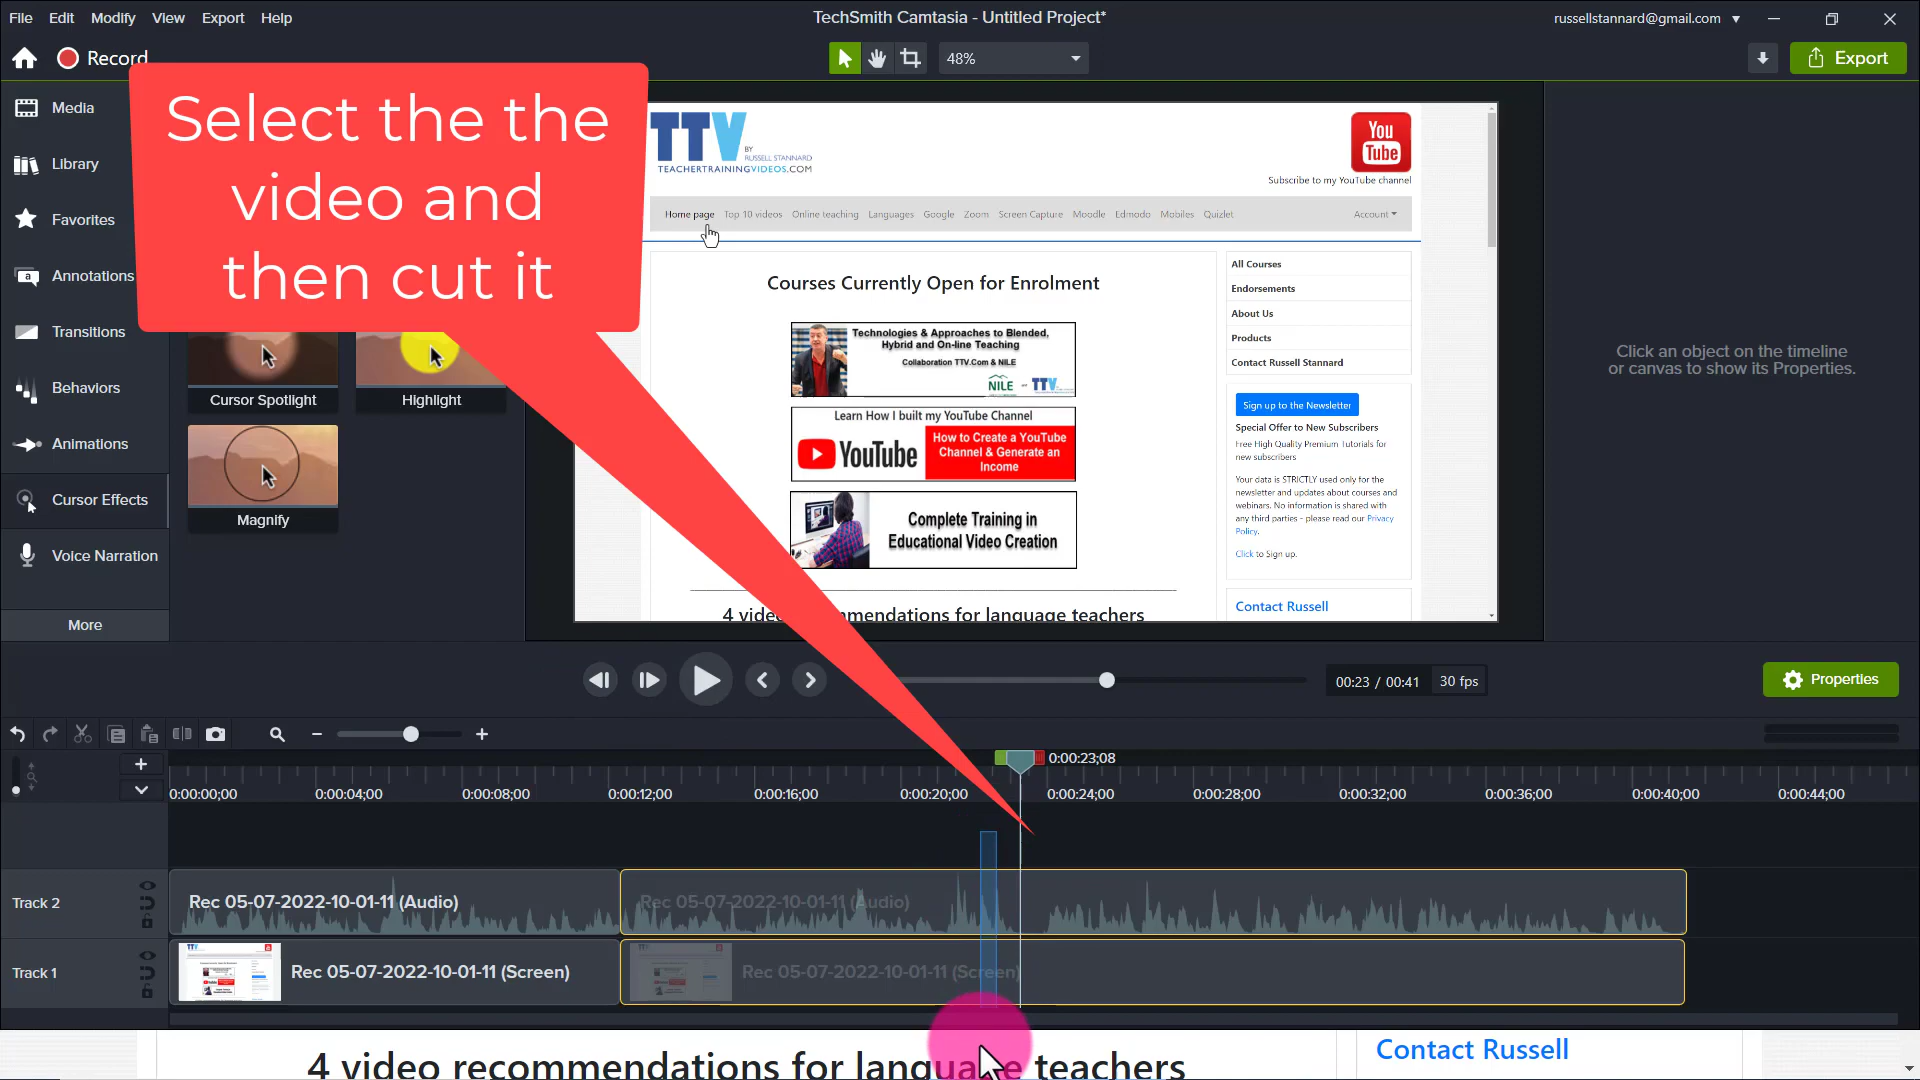 File Edit Modify View Export Help
TechSmith Camtasia - Untitled Project*
russellstannard@gmail.com
Record
48%
Export
Select the the
video and
then cut it
Media
Library
Favorites
Annotations
Transitions
Behaviors
Animations
Cursor Effects
Voice Narration
More
Cursor Spotlight
Highlight
Magnify
TTV
BY
RUSSELL STANNARD
TEACHERTRAININGVIDEOS.COM
You
Tube
Subscribe to my YouTube channel
Home page Top 10 videos Online teaching Languages Google Zoom Screen Capture Moodle Edmodo Mobiles Quizlet Account
Courses Currently Open for Enrolment
Technologies & Approaches to Blended,
Hybrid and On-line Teaching
Collaboration TTV.Com & NILE
NILE TTV
Learn How I built my YouTube Channel
YouTube
How to Create a YouTube
Channel & Generate an
Income
Complete Training in
Educational Video Creation
4 video recommendations for language teachers
All Courses
Endorsements
About Us
Products
Contact Russell Stannard
Sign up to the Newsletter
Special Offer to New Subscribers
Free High Quality Premium Tutorials for
new subscribers
Your data is STRICTLY used only for the
newsletter and updates about courses and
webinars. No information is shared with
any third parties - please read our Privacy
Policy.
Click to Sign up.
Contact Russell
Click an object on the timeline
or canvas to show its Properties.
00:23 / 00:41
30 fps
Properties
0:00:23;08
0:00:00;00 0:00:04;00 0:00:08;00 0:00:12;00 0:00:16;00 0:00:20;00 0:00:24;00 0:00:28;00 0:00:32;00 0:00:36;00 0:00:40;00 0:00:44;00
Track 2
Rec 05-07-2022-10-01-11 (Audio)
Rec 05-07-2022-10-01-11 (Audio)
Track 1
Rec 05-07-2022-10-01-11 (Screen)
Rec 05-07-2022-10-01-11 (Screen)
4 video recommendations for language teachers
Contact Russell